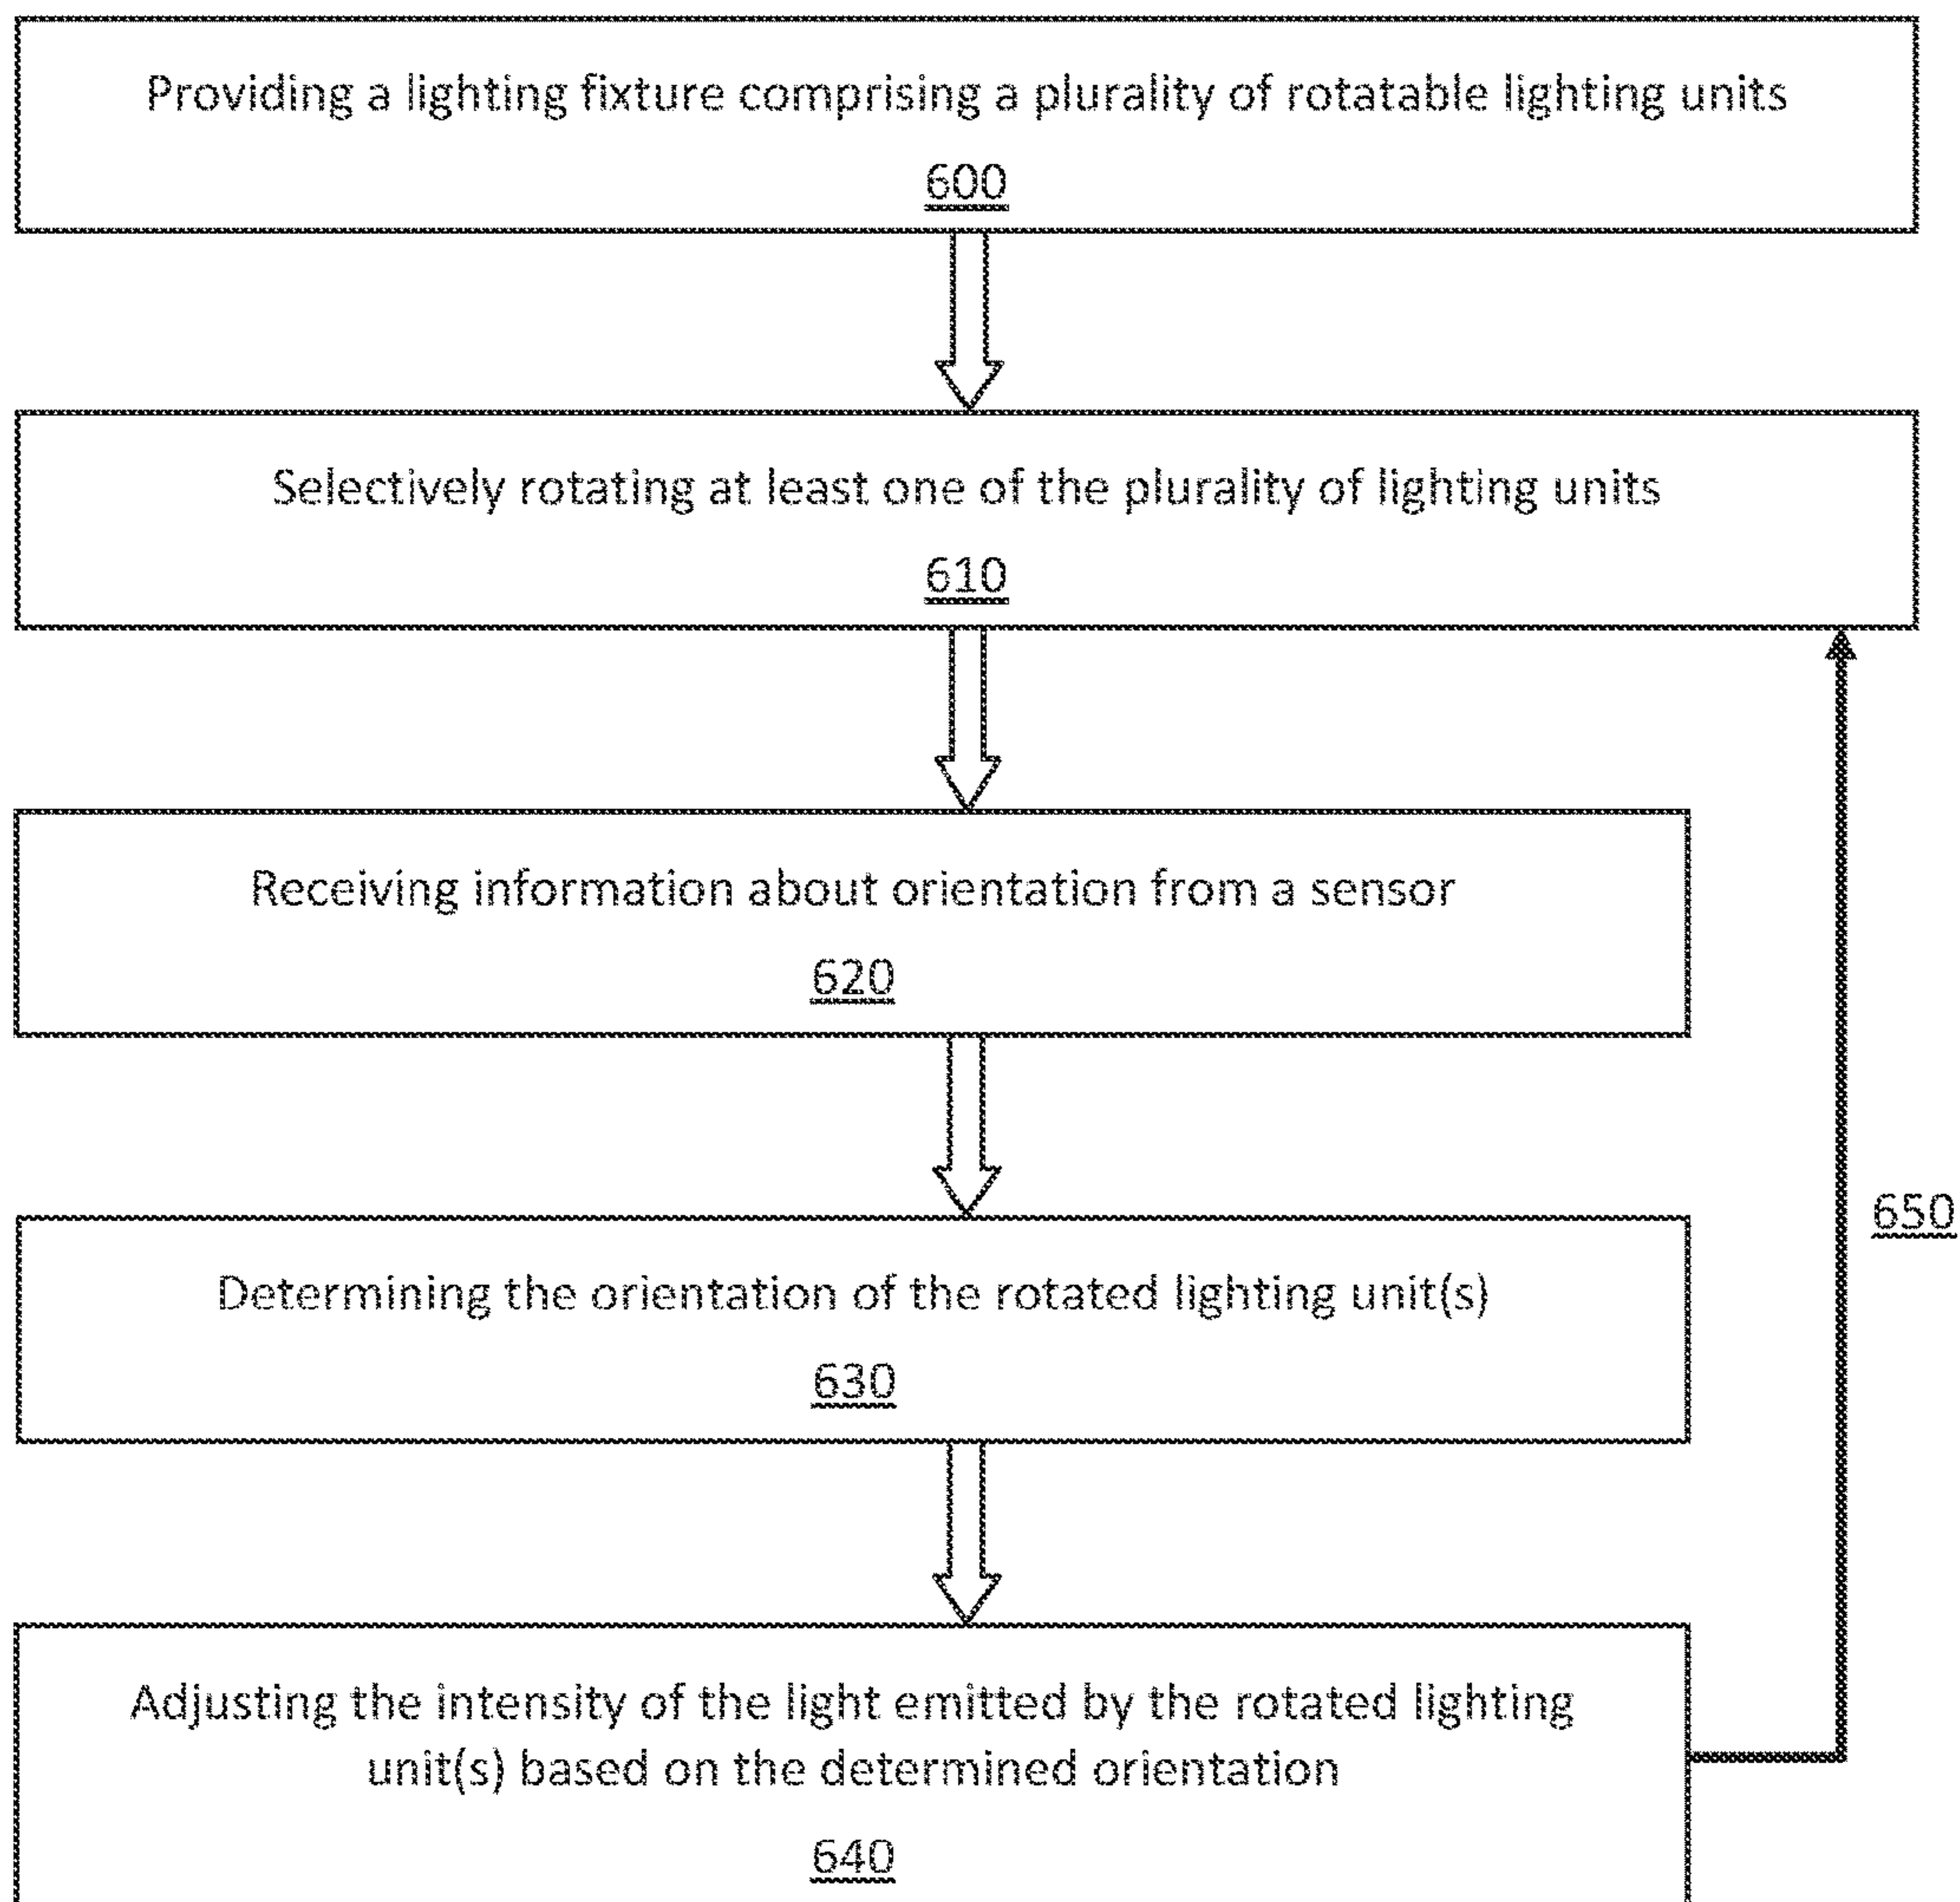 Providing a lighting fixture comprising a plurality of rotatable lighting units
600
Selectively rotating at least one of the plurality of lighting units
610
Receiving information about orientation from a sensor
620
Determining the orientation of the rotated lighting unit(s)
630
650
Adjusting the intensity of the light emitted by the rotated lighting
unit(s) based on the determined orientation
640